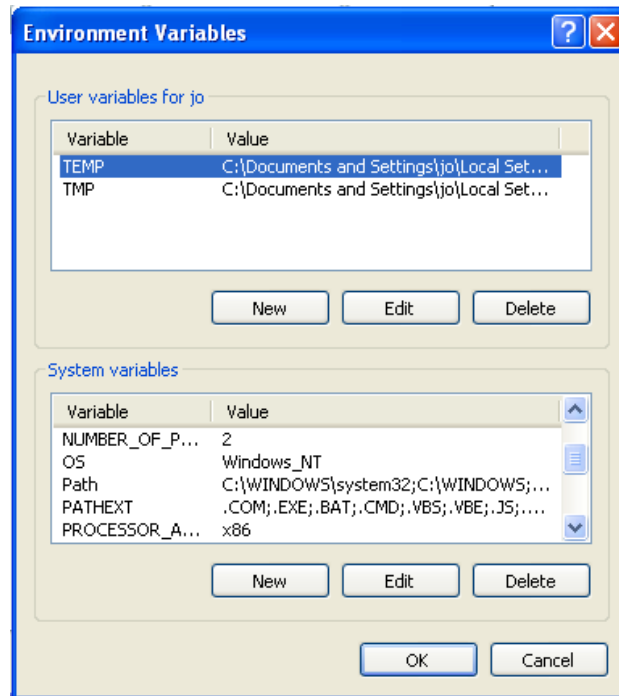 Environment Variables
User variables for jo
Variable Value
TEMP C:\Documents and Settings\jo\Local Set...
TMP C:\Documents and Settings\jo\Local Set...
New Edit Delete
System variables
Variable Value
NUMBER_OF_P... 2
OS Windows_NT
Path C:\WINDOWS\system32;C:\WINDOWS;...
PATHEXT .COM;.EXE;.BAT;.CMD;.VBS;.VBE;.JS;....
PROCESSOR_A... x86
New Edit Delete
OK Cancel